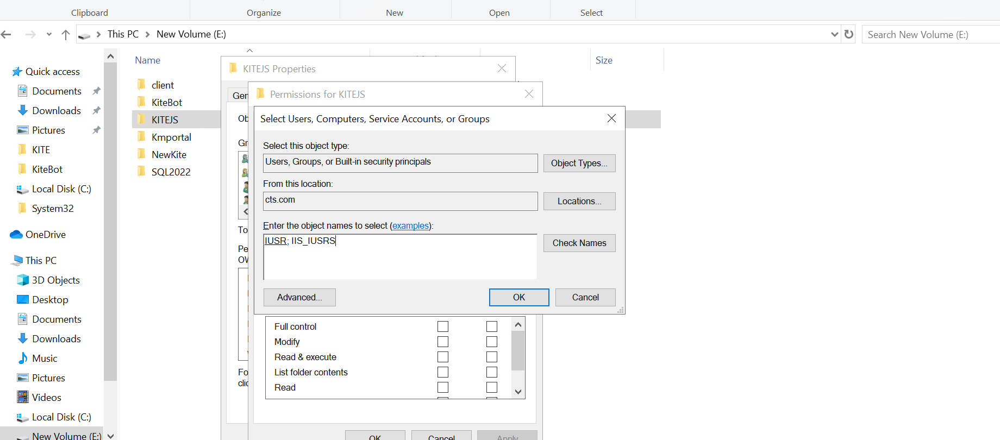 Clipboard
Organize
New
Open
Select
This PC
New Volume (E:)
Search New Volume (E:)
Name
Size
Quick access
Documents
Downloads
Pictures
KITE
KiteBot
Local Disk (C:)
System32
OneDrive
This PC
3D Objects
Desktop
Documents
Downloads
Music
Pictures
Videos
Local Disk (C:)
New Volume (E:)
client
KiteBot
KITEJS
Kmportal
NewKite
SQL2022
KITEJS Properties
Gen
Ob
Gr
To
Pe
OW
Fo
clic
Permissions for KITEJS
Select Users, Computers, Service Accounts, or Groups
Select this object type:
Users, Groups, or Built-in security principals
Object Types...
From this location:
cts.com
Locations...
Enter the object names to select (examples):
IUSR; IIS_IUSRS
Check Names
Advanced...
OK
Cancel
Full control
Modify
Read & execute
List folder contents
Read
OK
Cancel
Apply